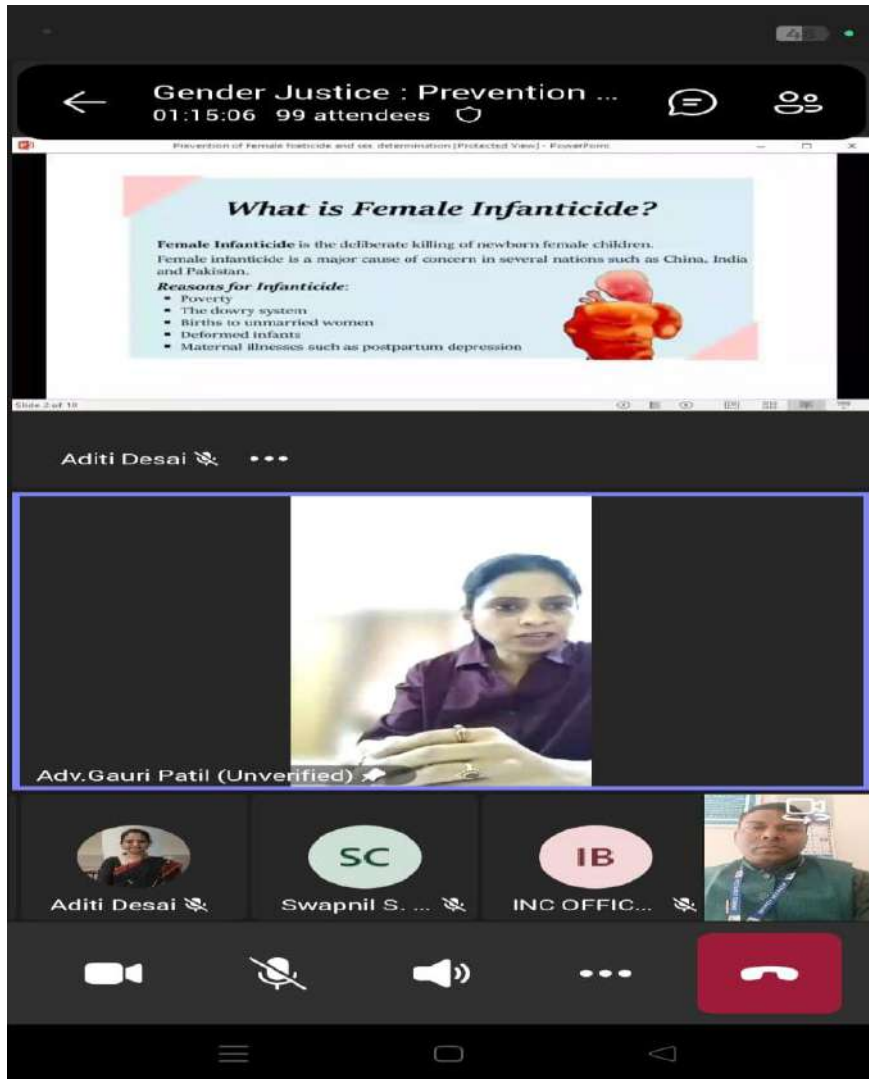 Gender Justice : Prevention ...
01:15:06 99 attendees
Prevention of Female foeticide and sex determination [Protected View] - PowerPoint
What is Female Infanticide?
Female Infanticide is the deliberate killing of newborn female children.
Female infanticide is a major cause of concern in several nations such as China, India
and Pakistan.
Reasons for Infanticide:
Poverty
The dowry system
Births to unmarried women
Deformed infants
Maternal illnesses such as postpartum depression
Slide 2 of
Aditi Desai
Adv.Gauri Patil (Unverified)
SC
IB
Aditi Desai
Swapnil S. ...
INC OFFIC...